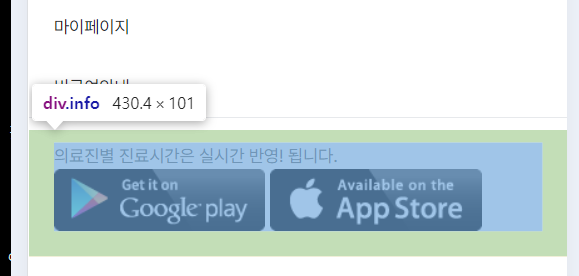 마이페이지
div.info 430.4 × 101
의료진별 진료시간은 실시간 반영! 됩니다.
Get it on
Google play
Available on the
App Store